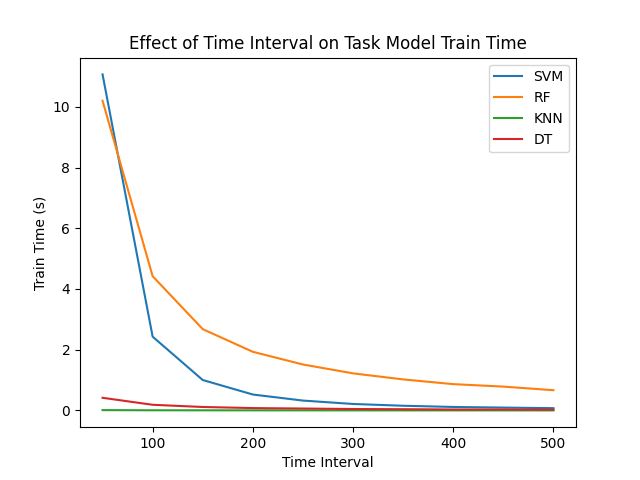 Effect of Time Interval on Task Model Train Time
SVM
RF
KNN
DT
Train Time (s)
10
8
6
4
2
0
100
200
300
400
500
Time Interval